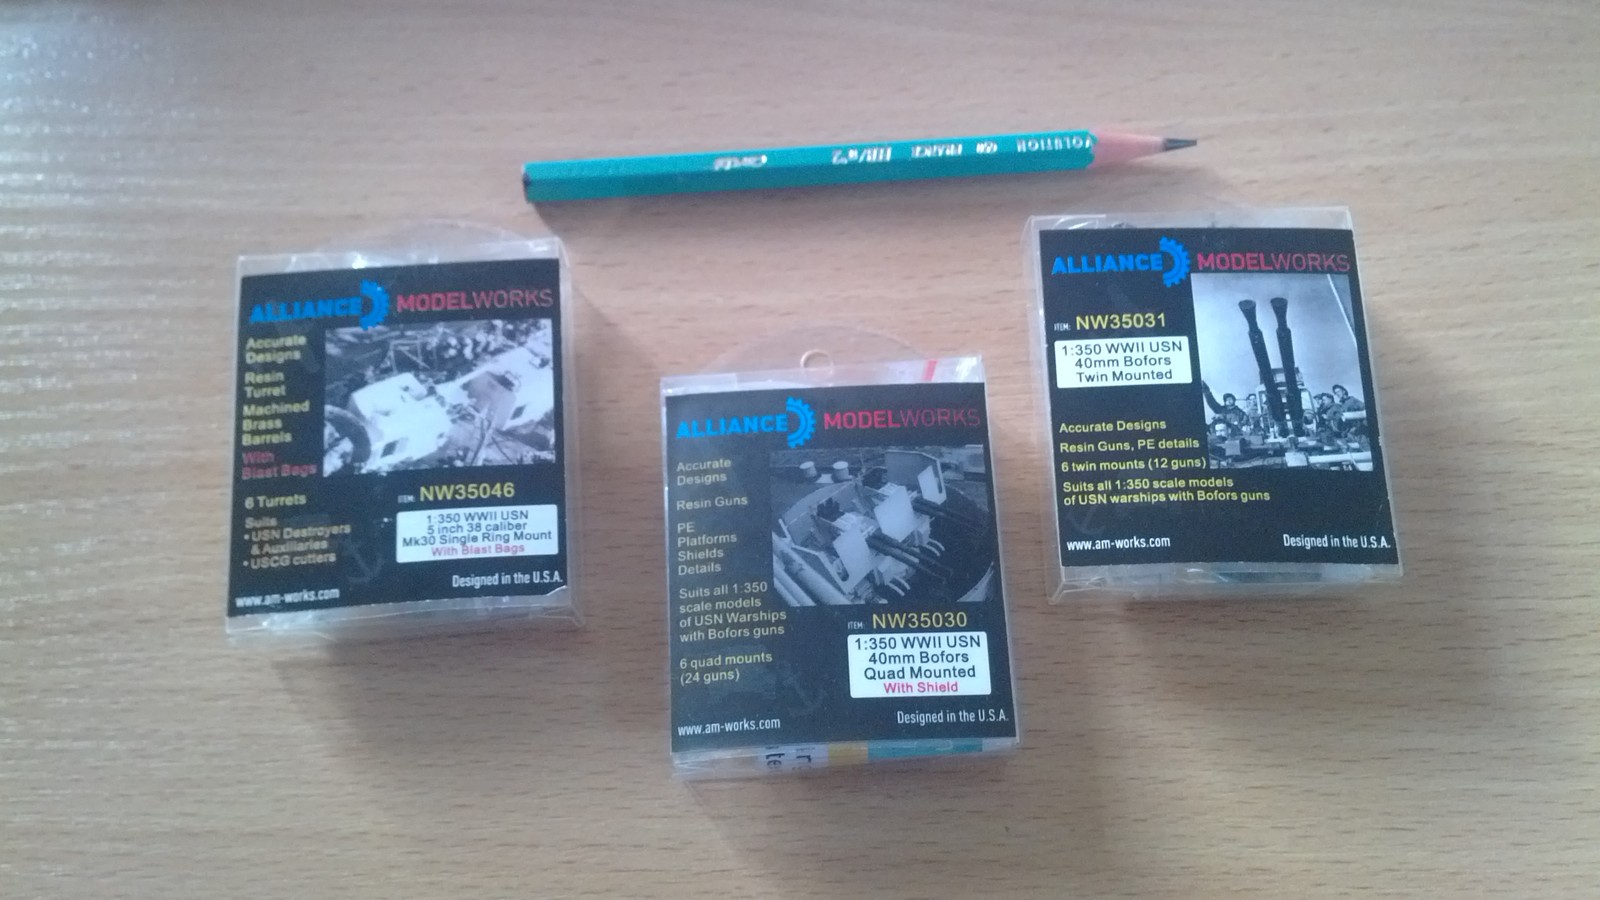 VOLUTION 650 FRANCE HB/n°2
ALLIANCE MODELWORKS
Accurate
Designs
Resin
Turret
Machined
Brass
Barrels
With
Blast Bags
6 Turrets
Suits
• USN Destroyers
& Auxiliaries
• USCG cutters
ITEM: NW35046
1:350 WWII USN
5 inch 38 caliber
Mk30 Single Ring Mount
With Blast Bags
Designed in the U.S.A.
www.am-works.com
ALLIANCE MODELWORKS
Accurate
Designs
Resin Guns
PE
Platforms
Shields
Details
Suits all 1:350
scale models
of USN Warships
with Bofors guns
6 quad mounts
(24 guns)
ITEM: NW35030
1:350 WWII USN
40mm Bofors
Quad Mounted
With Shield
www.am-works.com
Designed in the U.S.A.
ALLIANCE MODELWORKS
ITEM: NW35031
1:350 WWII USN
40mm Bofors
Twin Mounted
Accurate Designs
Resin Guns, PE details
6 twin mounts (12 guns)
Suits all 1:350 scale models
of USN warships with Bofors guns
www.am-works.com
Designed in the U.S.A.